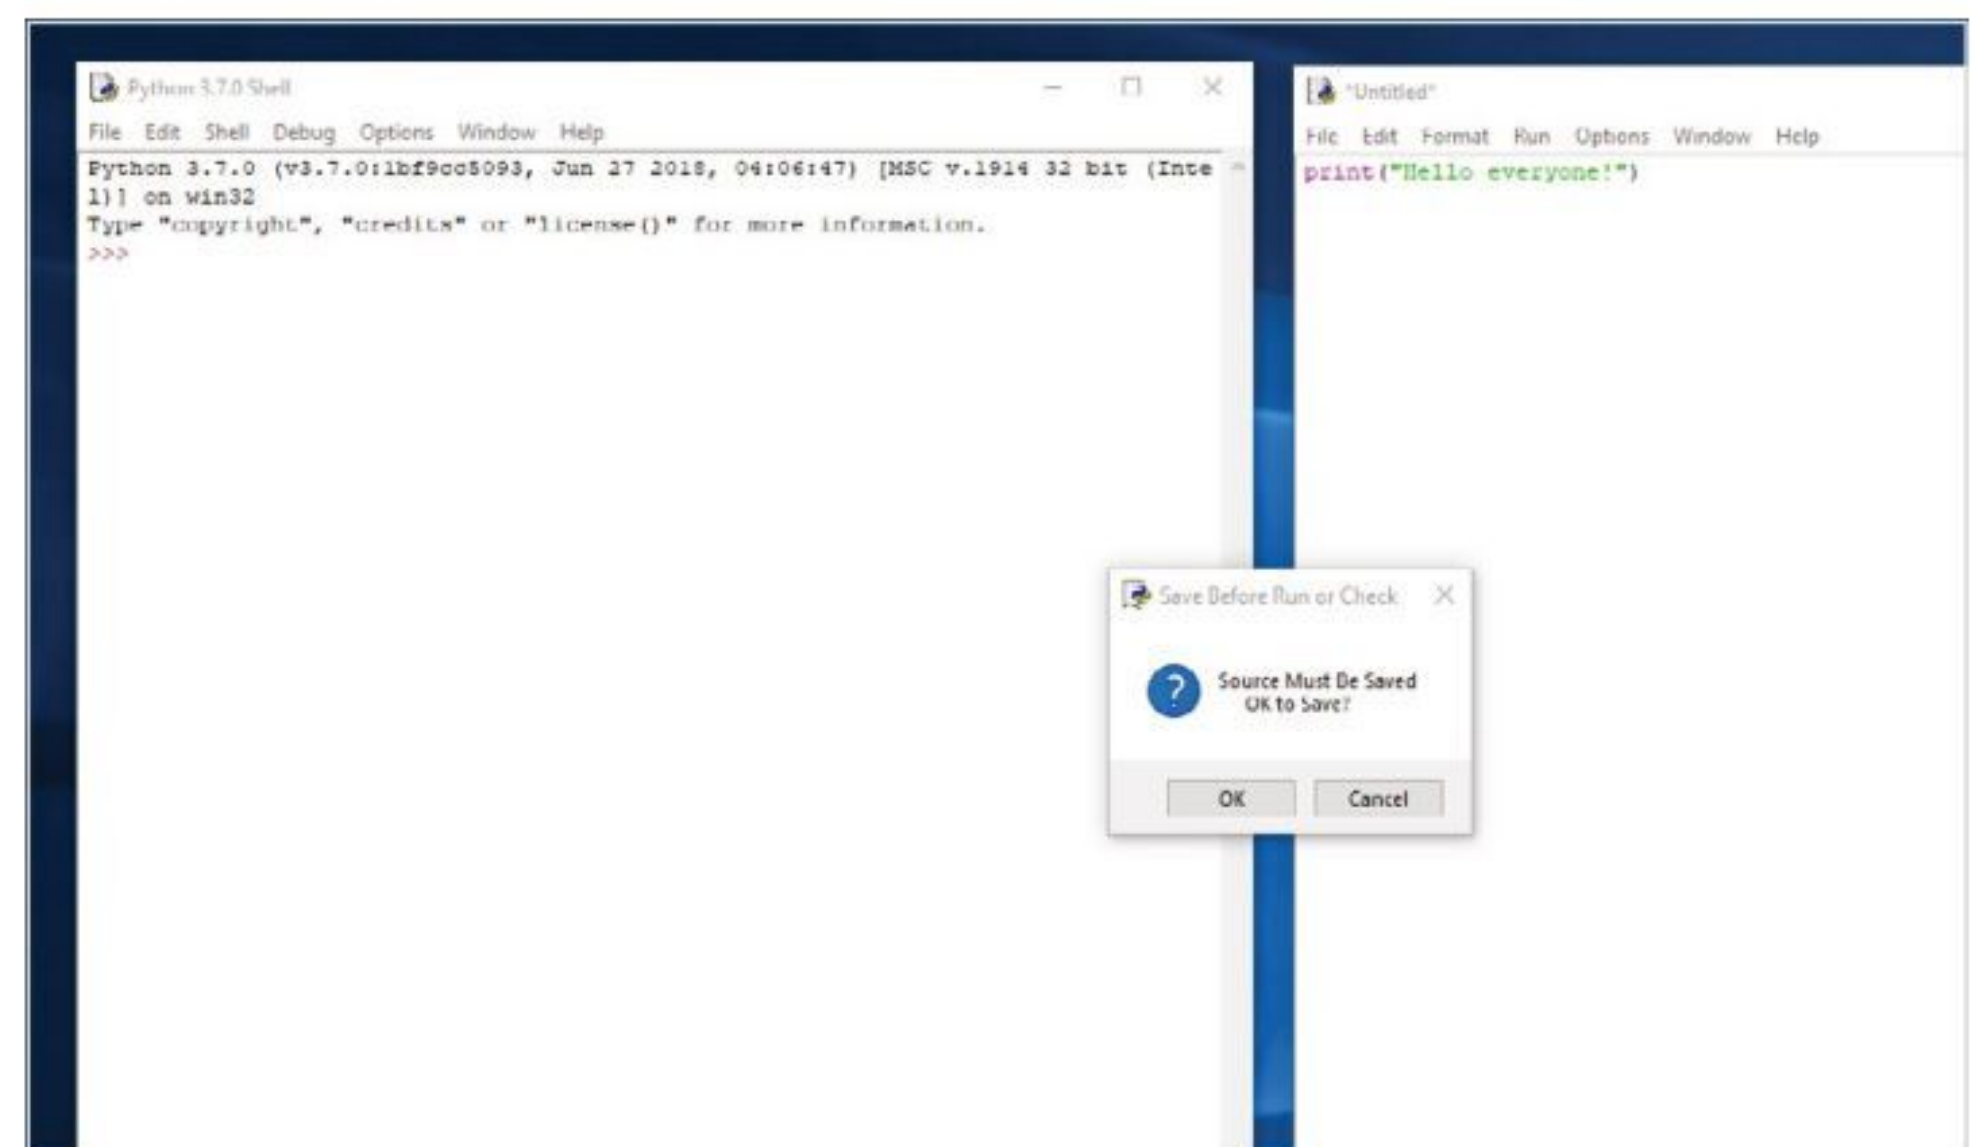 Python 3.7.0 Shell
File Edit Shell Debug Options Window Help
Python 3.7.0 (v3.7.0:1bf9cc5093, Jun 27 2018, 04:06:47) [MSC v.1914 32 bit (Inte
l)] on win32
Type "copyright", "credits" or "license()" for more information.
>>>
*Untitled*
File Edit Format Run Options Window Help
print("Hello everyone!")
Save Before Run or Check
Source Must Be Saved
OK to Save?
OK Cancel